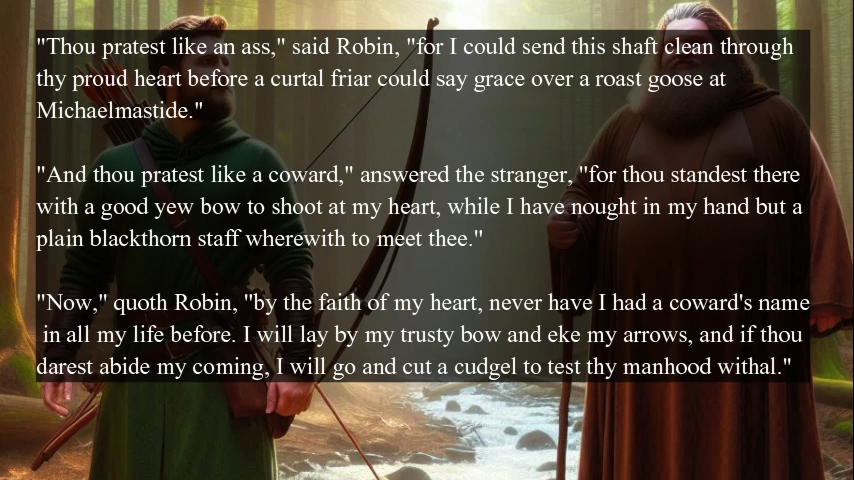 "Thou pratest like an ass," said Robin, "for I could send this shaft clean through
thy proud heart before a curtal friar could say grace over a roast goose at
Michaelmastide."
"And thou pratest like a coward," answered the stranger, "for thou standest there
with a good yew bow to shoot at my heart, while I have nought in my hand but a
plain blackthorn staff wherewith to meet thee."
"Now," quoth Robin, "by the faith of my heart, never have I had a coward's name
in all my life before. I will lay by my trusty bow and eke my arrows, and if thou
darest abide my coming, I will go and cut a cudgel to test thy manhood withal."